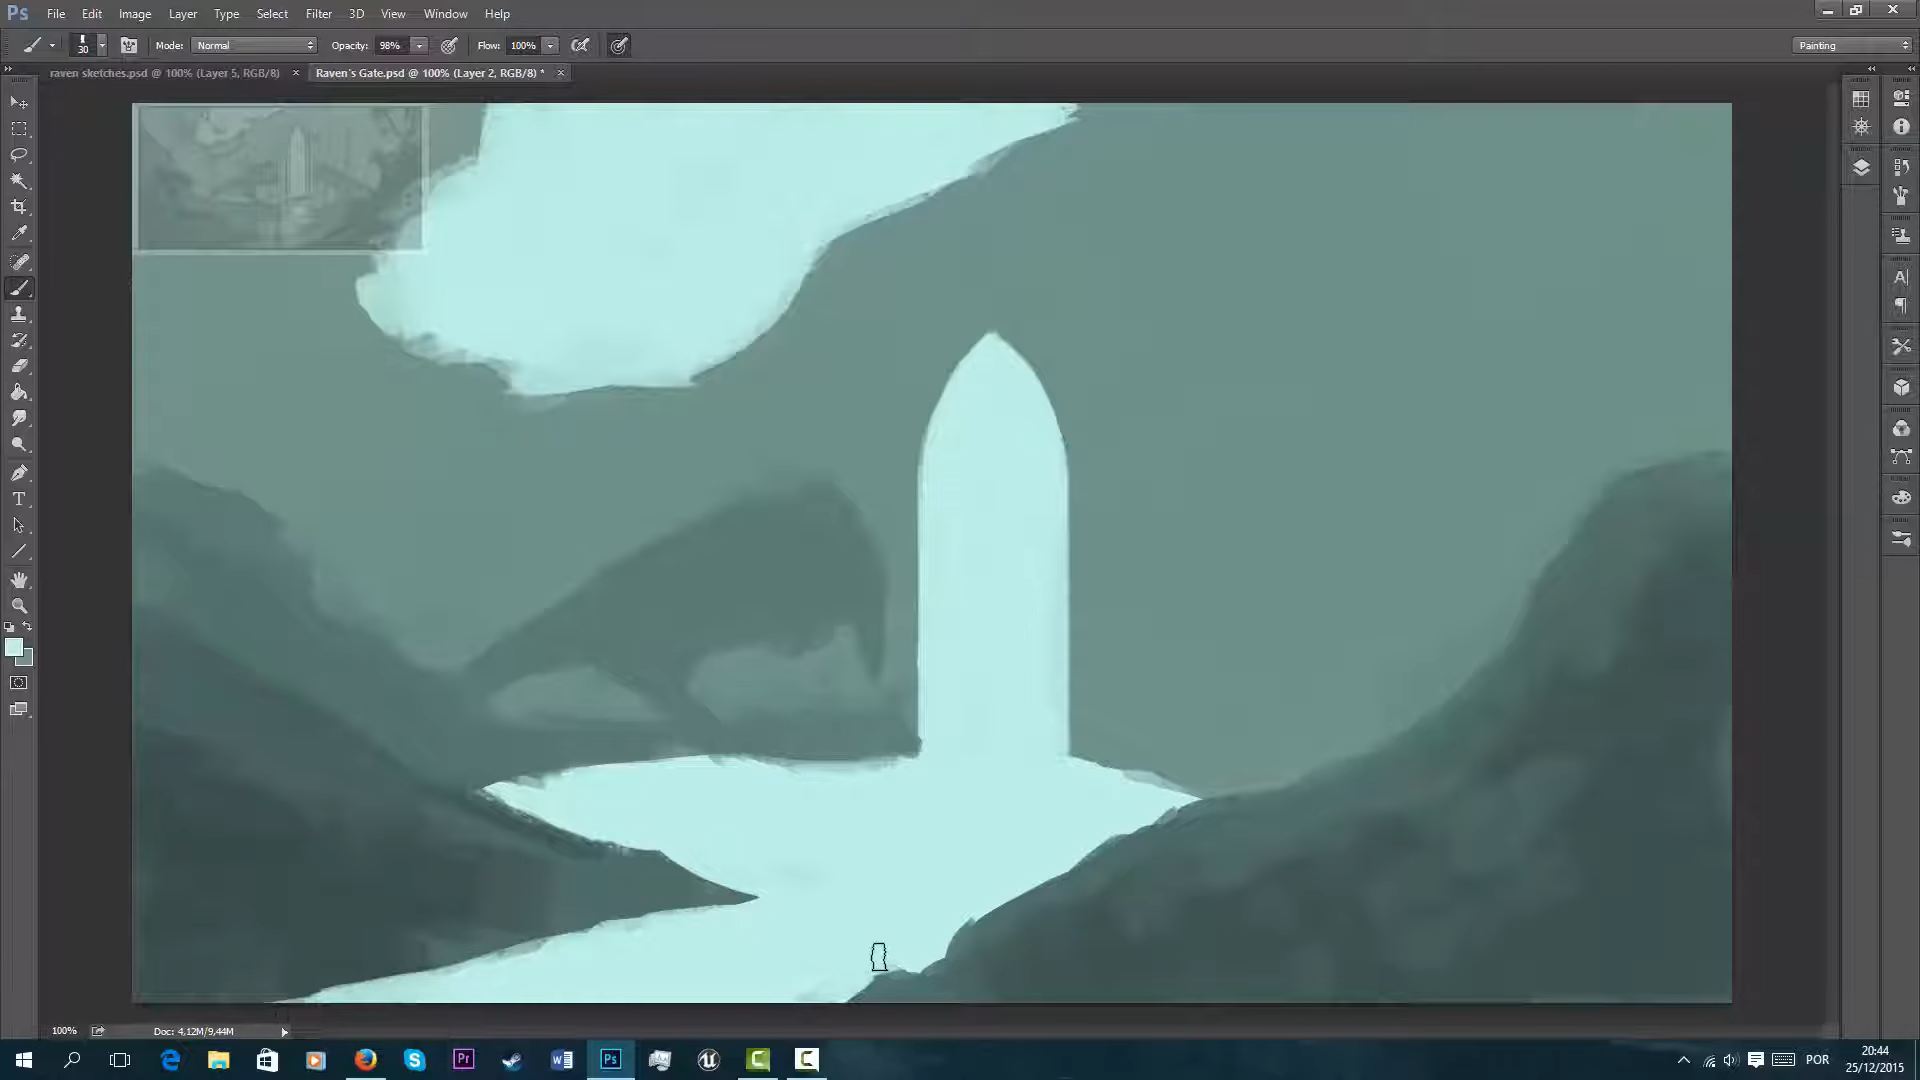 Ps File Edit Image Layer Type Select Filter 3D View Window Help
30 Mode: Normal Opacity: 98% Flow: 100% Painting
raven sketches.psd @ 100% (Layer 5, RGB/8) × Raven´s Gate.psd @ 100% (Layer 2, RGB/8) * ×
100% Doc: 4,12M/9,44M
POR
20:44
25/12/2015